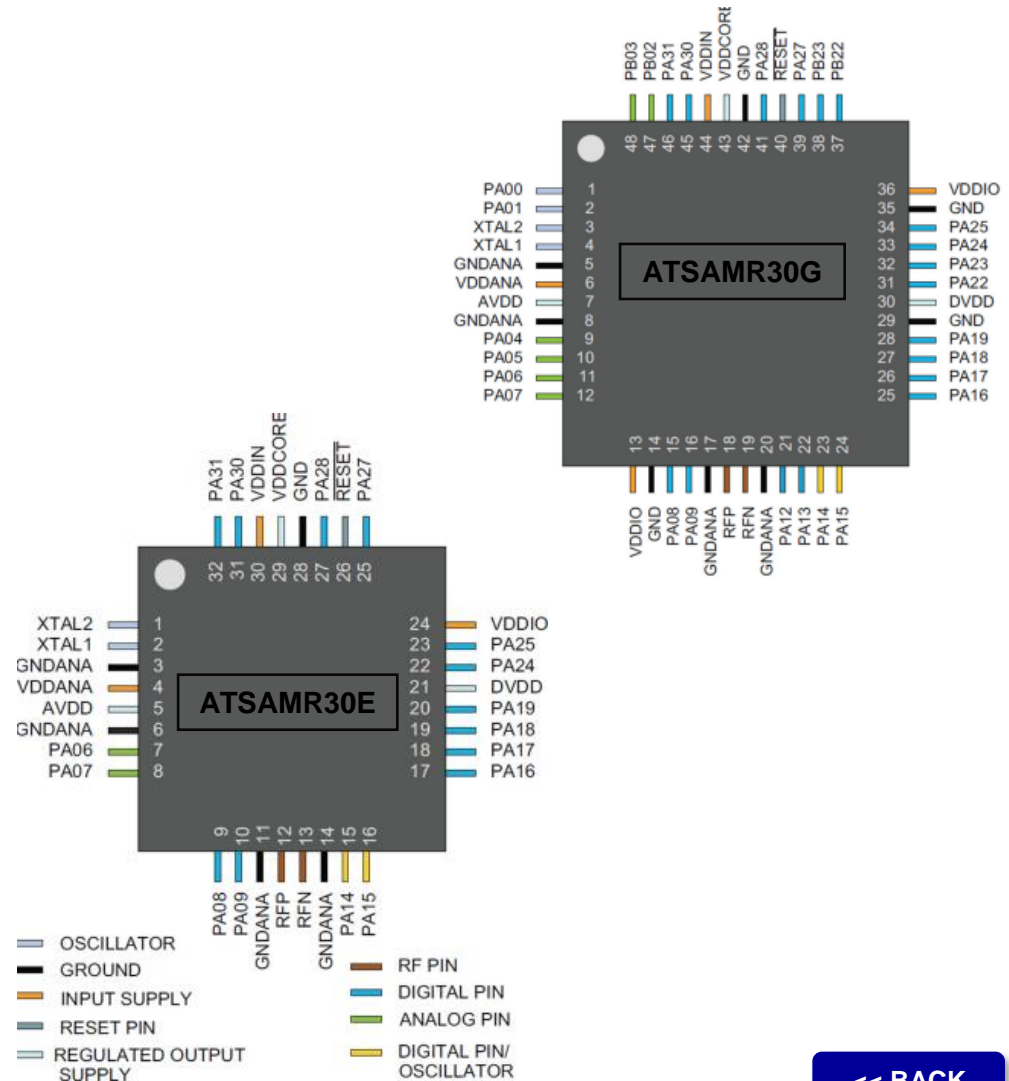 PB03
PB02
PA31
PA30
VDDIN
VDDCORE
GND
PA28
RESET
PA27
PB23
PB22
48
47
46
45
44
43
42
41
40
39
38
37
PA00 1
PA01 2
XTAL2 3
XTAL1 4
GNDANA 5
VDDANA 6
AVDD 7
GNDANA 8
PA04 9
PA05 10
PA06 11
PA07 12
ATSAMR30G
36 VDDIO
35 GND
34 PA25
33 PA24
32 PA23
31 PA22
30 DVDD
29 GND
28 PA19
27 PA18
26 PA17
25 PA16
13
14
15
16
17
18
19
20
21
22
23
24
VDDIO
GND
PA08
PA09
GNDANA
RFP
RFN
GNDANA
PA12
PA13
PA14
PA15
PA31
PA30
VDDIN
VDDCORE
GND
PA28
RESET
PA27
32
31
30
29
28
27
26
25
XTAL2 1
XTAL1 2
GNDANA 3
VDDANA 4
AVDD 5
GNDANA 6
PA06 7
PA07 8
ATSAMR30E
24 VDDIO
23 PA25
22 PA24
21 DVDD
20 PA19
19 PA18
18 PA17
17 PA16
9
10
11
12
13
14
15
16
PA08
PA09
GNDANA
RFP
RFN
GNDANA
PA14
PA15
OSCILLATOR
GROUND
INPUT SUPPLY
RESET PIN
REGULATED OUTPUT
SUPPLY
RF PIN
DIGITAL PIN
ANALOG PIN
DIGITAL PIN/
OSCILLATOR
<< BACK